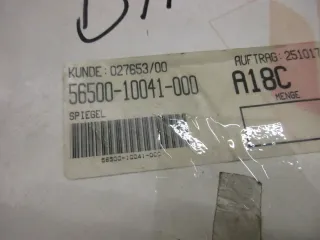 KUNDE: 027653/00
AUFTRAG: 251017
56500-10041-000
A18C
SPIEGEL
MENGE
56500-10041-000